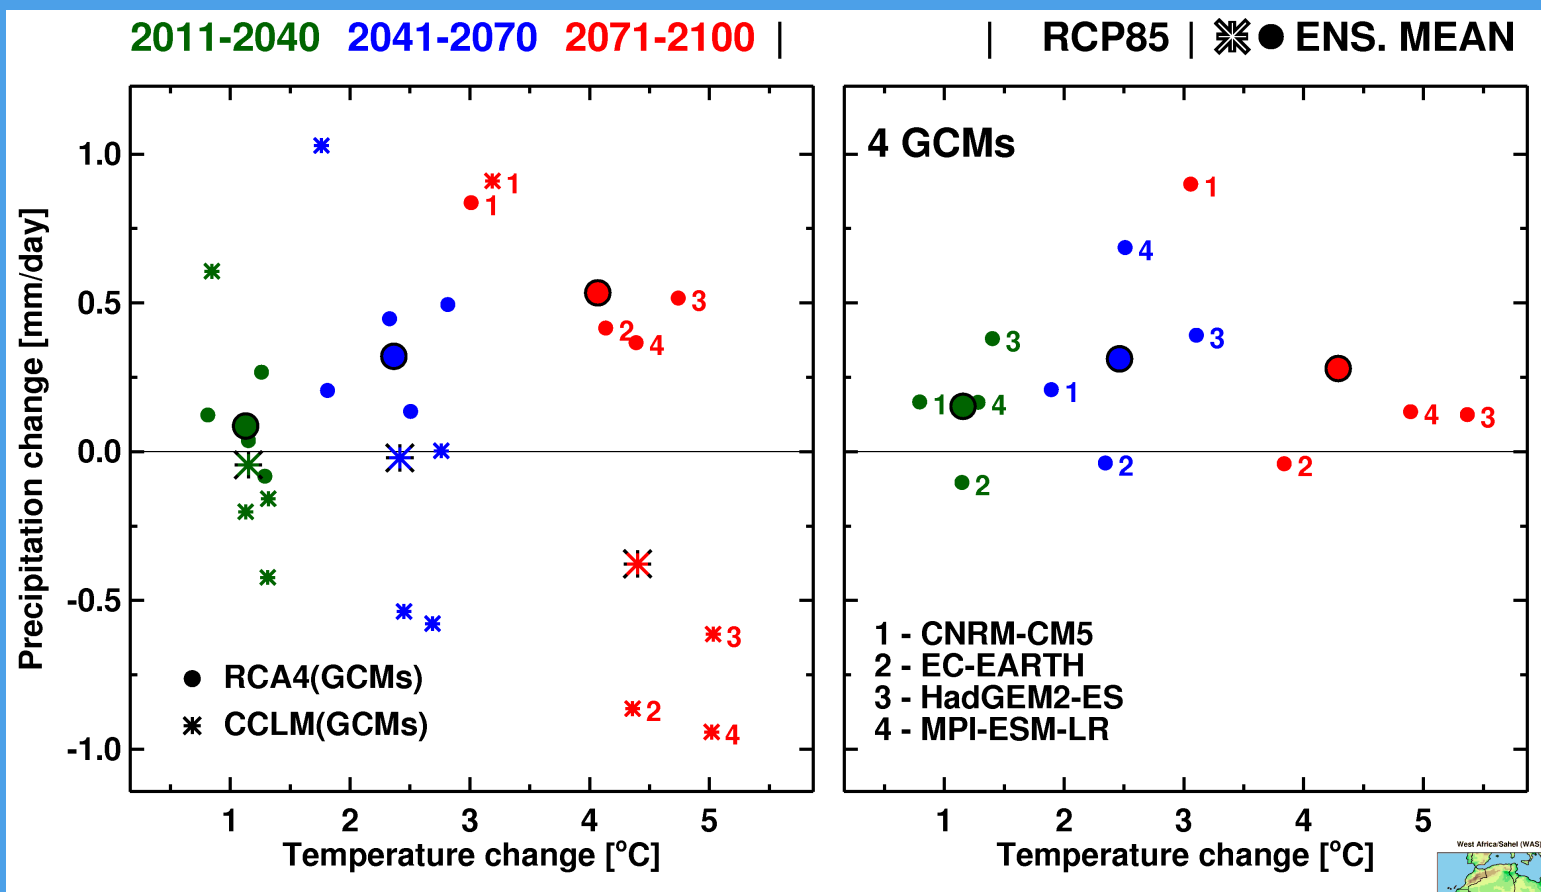 2011-2040 2041-2070 2071-2100 | | RCP85 | ENS. MEAN
Precipitation change [mm/day]
1.0
0.5
0.0
-0.5
-1.0
1
1
3
2
4
3
2
4
RCA4(GCMs)
CCLM(GCMs)
1 2 3 4 5
Temperature change [°C]
4 GCMs
1
4
3
3
1
1
4
4
3
2
2
2
1 - CNRM-CM5
2 - EC-EARTH
3 - HadGEM2-ES
4 - MPI-ESM-LR
1 2 3 4 5
Temperature change [°C]
West Africa/Sahel (WAS)